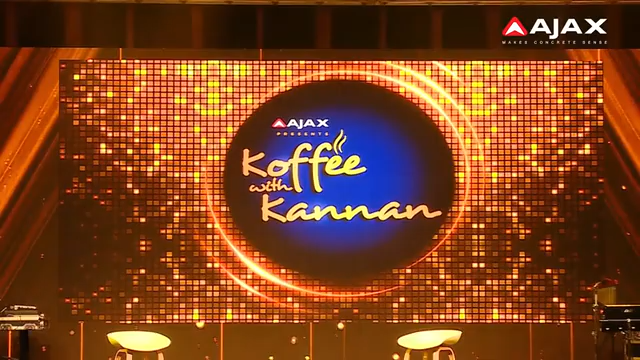 AJAX
MAKES CONCRETE SENSE
AJAX
PRESENTS
Koffee
with
Kannan